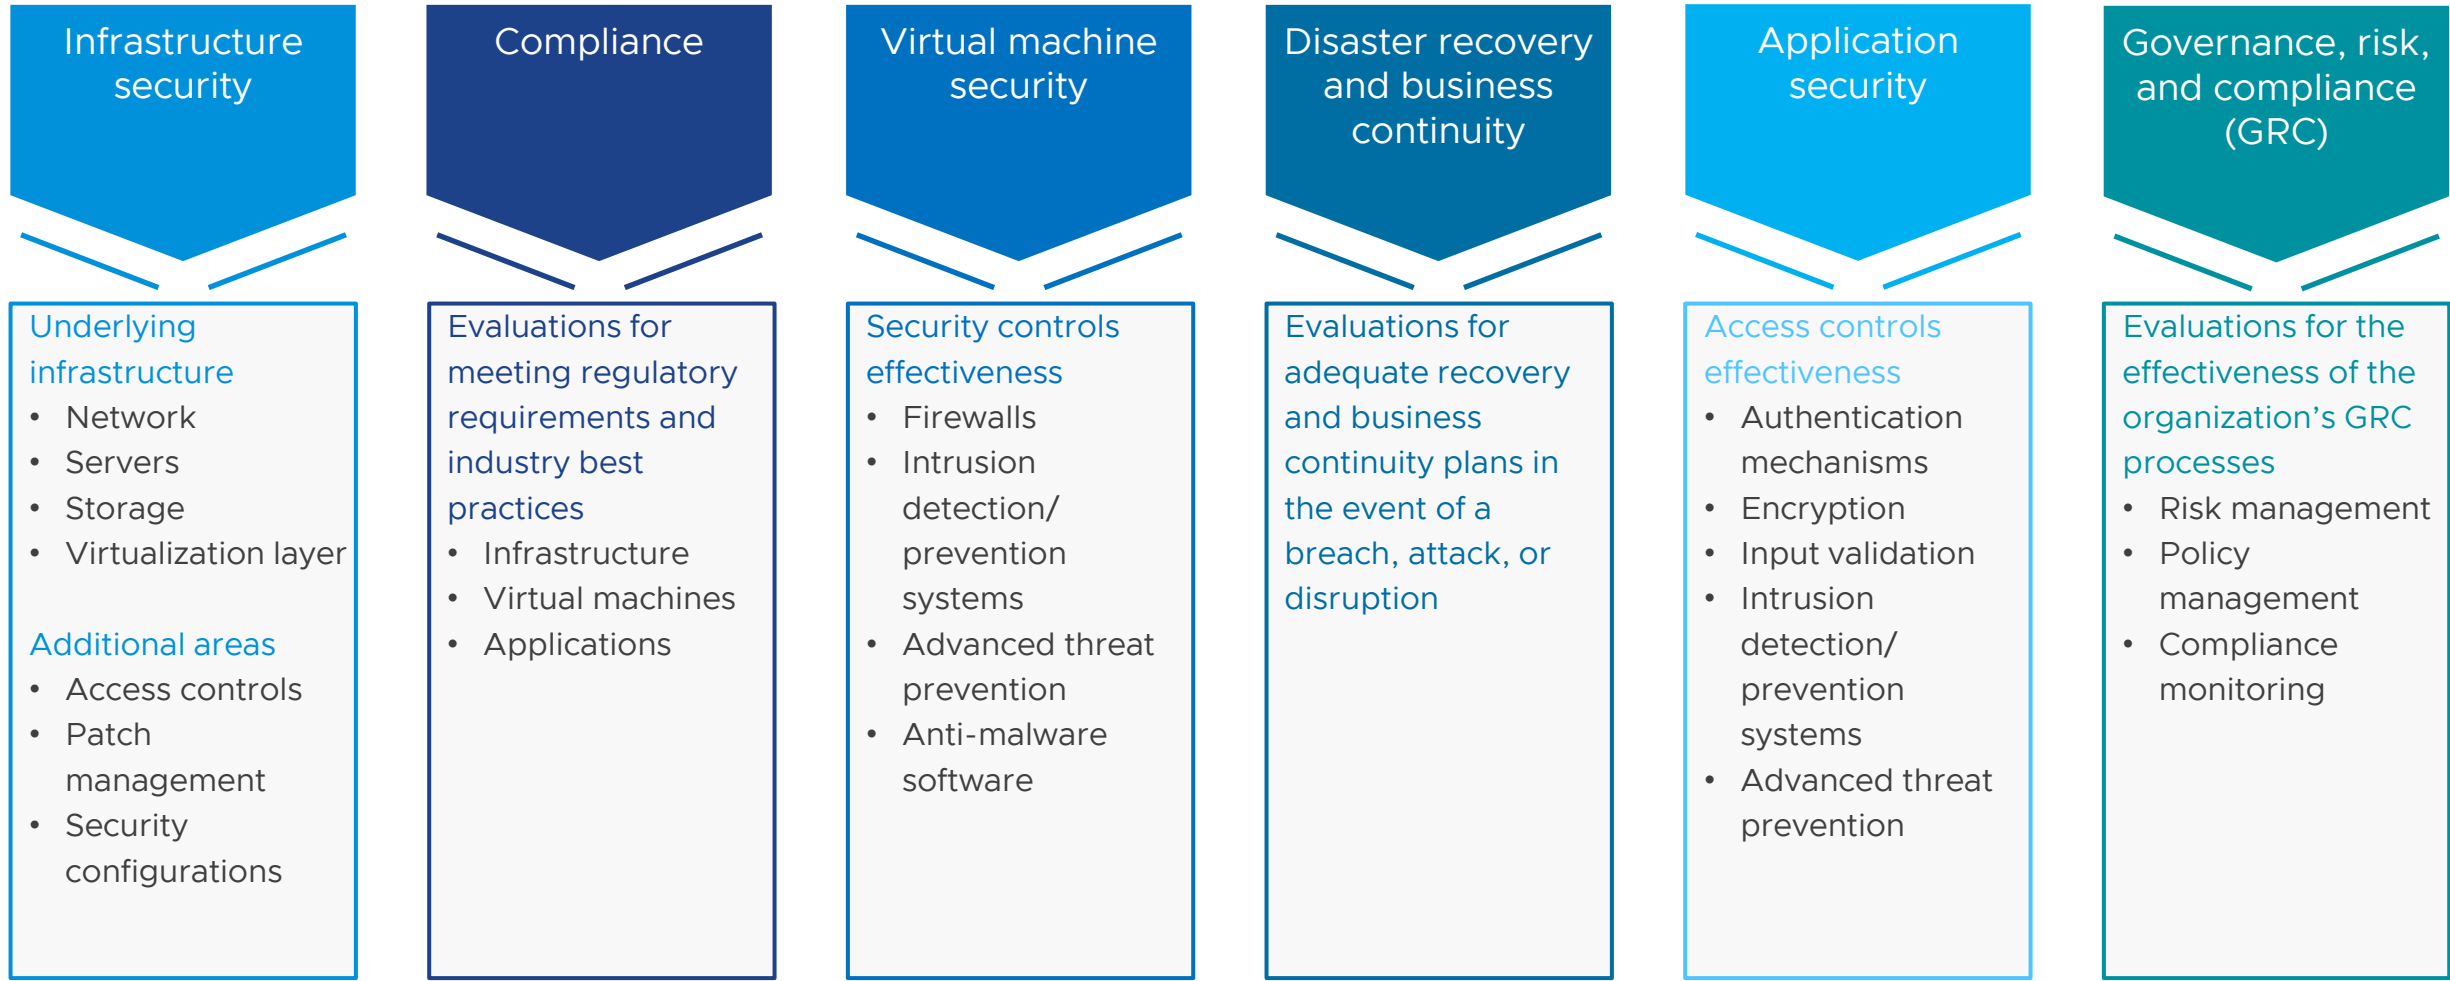 Infrastructure
security
Underlying
infrastructure
• Network
• Servers
• Storage
• Virtualization layer
Additional areas
• Access controls
• Patch
management
• Security
configurations
Compliance
Evaluations for
meeting regulatory
requirements and
industry best
practices
• Infrastructure
• Virtual machines
• Applications
Virtual machine
security
Security controls
effectiveness
• Firewalls
• Intrusion
detection/
prevention
systems
• Advanced threat
prevention
• Anti-malware
software
Disaster recovery
and business
continuity
Evaluations for
adequate recovery
and business
continuity plans in
the event of a
breach, attack, or
disruption
Application
security
Access controls
effectiveness
• Authentication
mechanisms
• Encryption
• Input validation
• Intrusion
detection/
prevention
systems
• Advanced threat
prevention
Governance, risk,
and compliance
(GRC)
Evaluations for the
effectiveness of the
organization’s GRC
processes
• Risk management
• Policy
management
• Compliance
monitoring